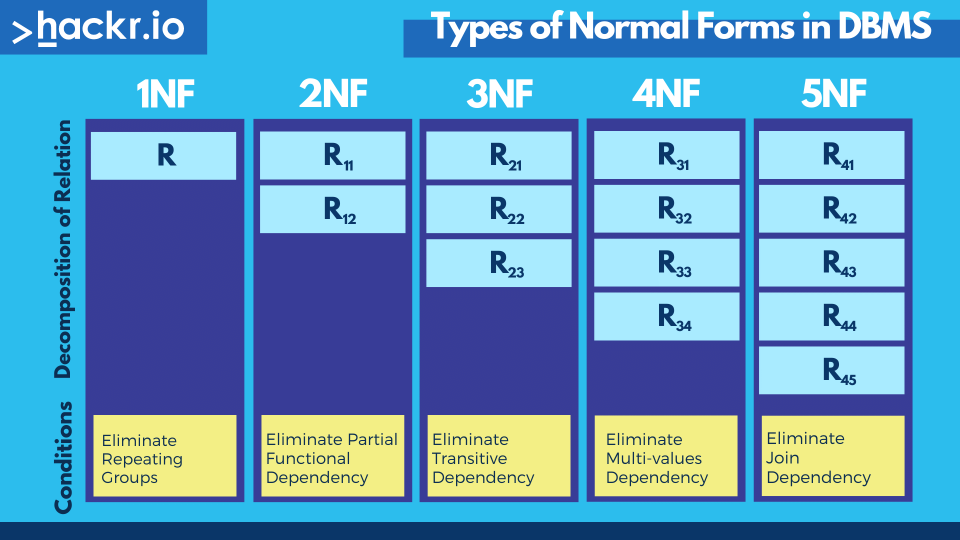 >hackr.io
Types of Normal Forms in DBMS
1NF
2NF
3NF
4NF
5NF
Decomposition of Relation
R
R11
R12
R21
R22
R23
R31
R32
R33
R34
R41
R42
R43
R44
R45
Conditions
Eliminate
Repeating
Groups
Eliminate Partial
Functional
Dependency
Eliminate
Transitive
Dependency
Eliminate
Multi-values
Dependency
Eliminate
Join
Dependency